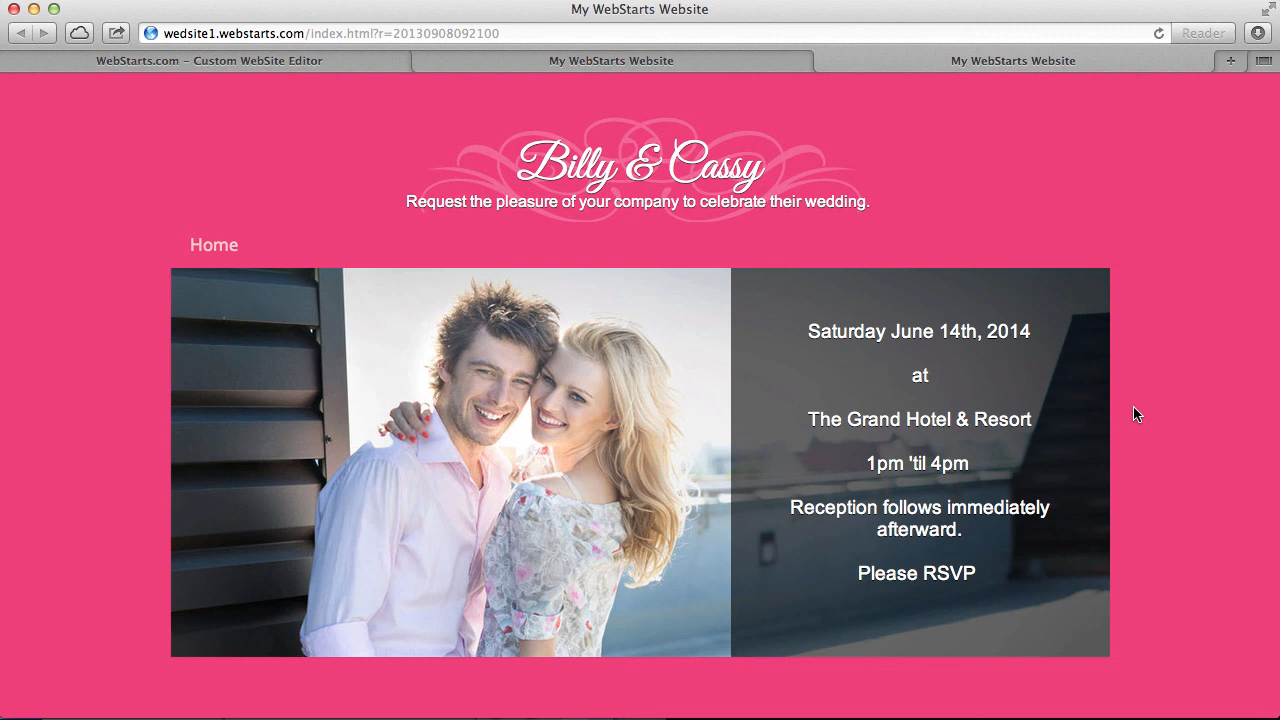 My WebStarts Website
wedsite1.webstarts.com/index.html?r=20130908092100
Reader
WebStarts.com – Custom WebSite Editor
My WebStarts Website
My WebStarts Website
Billy & Cassy
Request the pleasure of your company to celebrate their wedding.
Home
Saturday June 14th, 2014
at
The Grand Hotel & Resort
1pm 'til 4pm
Reception follows immediately
afterward.
Please RSVP